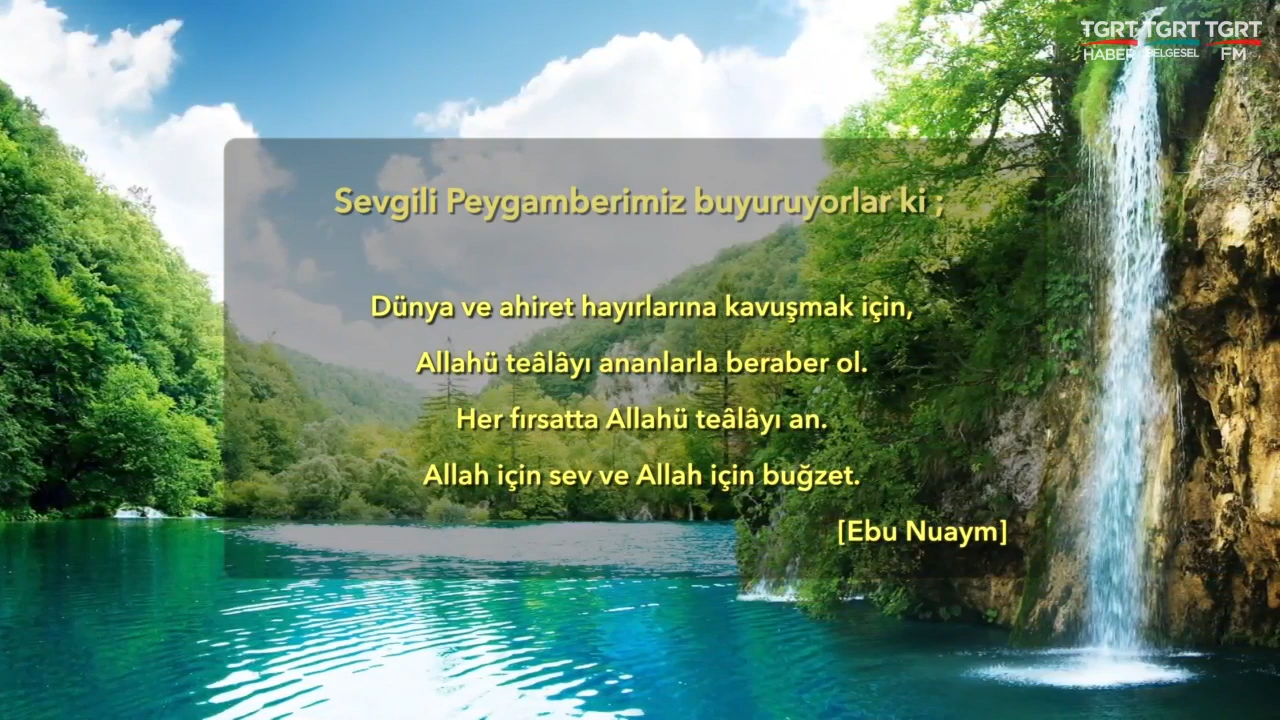 TGRT HABER
TGRT BELGESEL
TGRT FM
Sevgili Peygamberimiz buyuruyorlar ki ;
Dünya ve ahiret hayırlarına kavuşmak için,
Allahü teâlâyı ananlarla beraber ol.
Her fırsatta Allahü teâlâyı an.
Allah için sev ve Allah için buğzet.
[Ebu Nuaym]